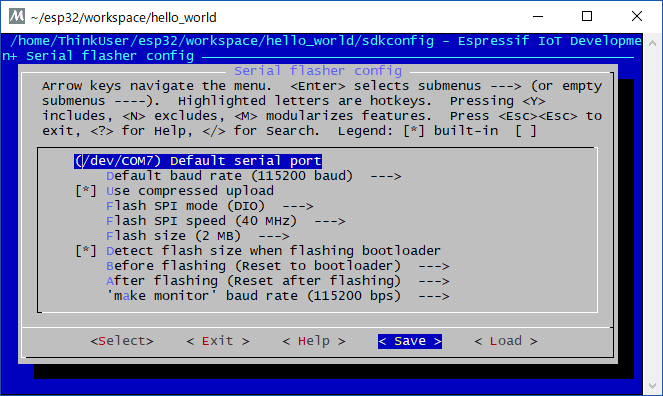 ~/esp32/workspace/hello_world
/home/ThinkUser/esp32/workspace/hello_world/sdkconfig - Espressif IoT Developme
n+ Serial flasher config
Serial flasher config
Arrow keys navigate the menu.  <Enter> selects submenus ---> (or empty
submenus ----).  Highlighted letters are hotkeys.  Pressing <Y>
includes, <N> excludes, <M> modularizes features.  Press <Esc><Esc> to
exit, <?> for Help, </> for Search.  Legend: [*] built-in  [ ]
(/dev/COM7) Default serial port
Default baud rate (115200 baud)  --->
[*] Use compressed upload
Flash SPI mode (DIO)  --->
Flash SPI speed (40 MHz)  --->
Flash size (2 MB)  --->
[*] Detect flash size when flashing bootloader
Before flashing (Reset to bootloader)  --->
After flashing (Reset after flashing)  --->
'make monitor' baud rate (115200 bps)  --->
<Select>    < Exit >    < Help >    < Save >    < Load >